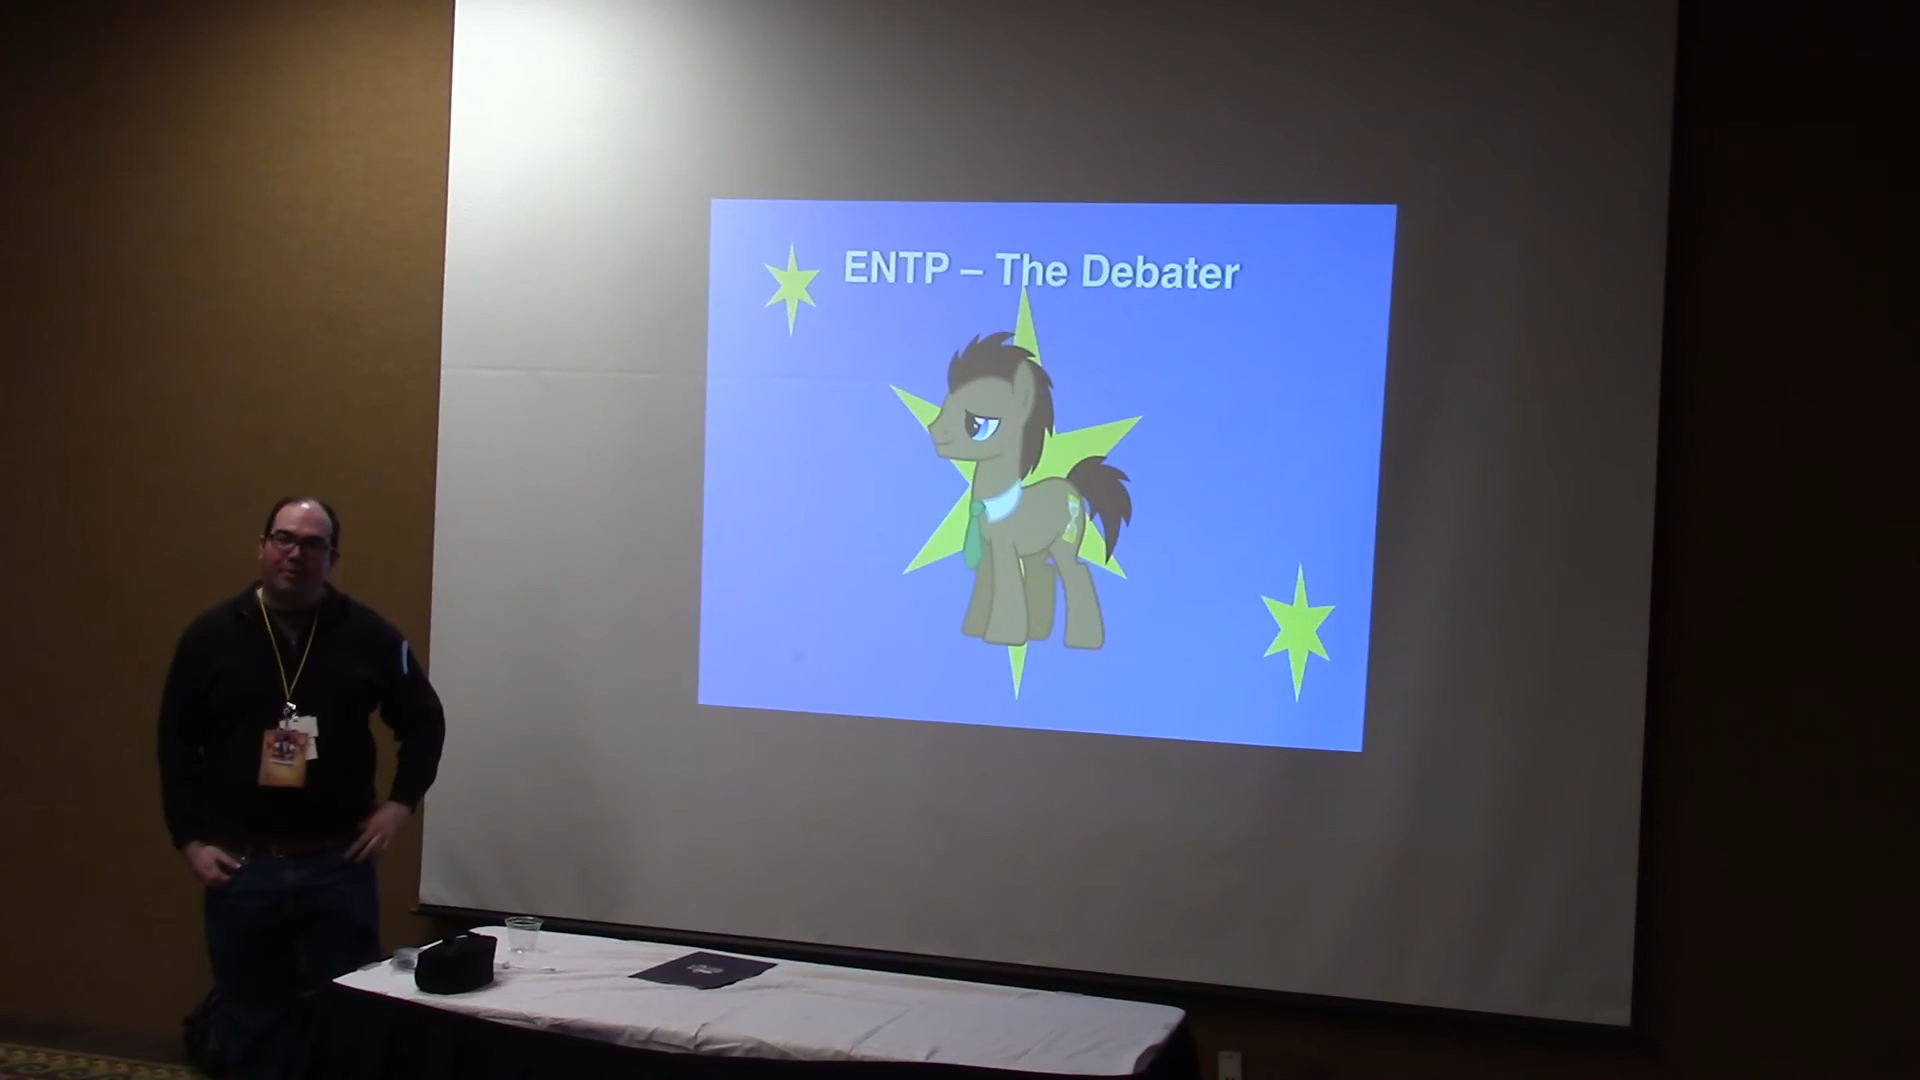 ENTP – The Debater